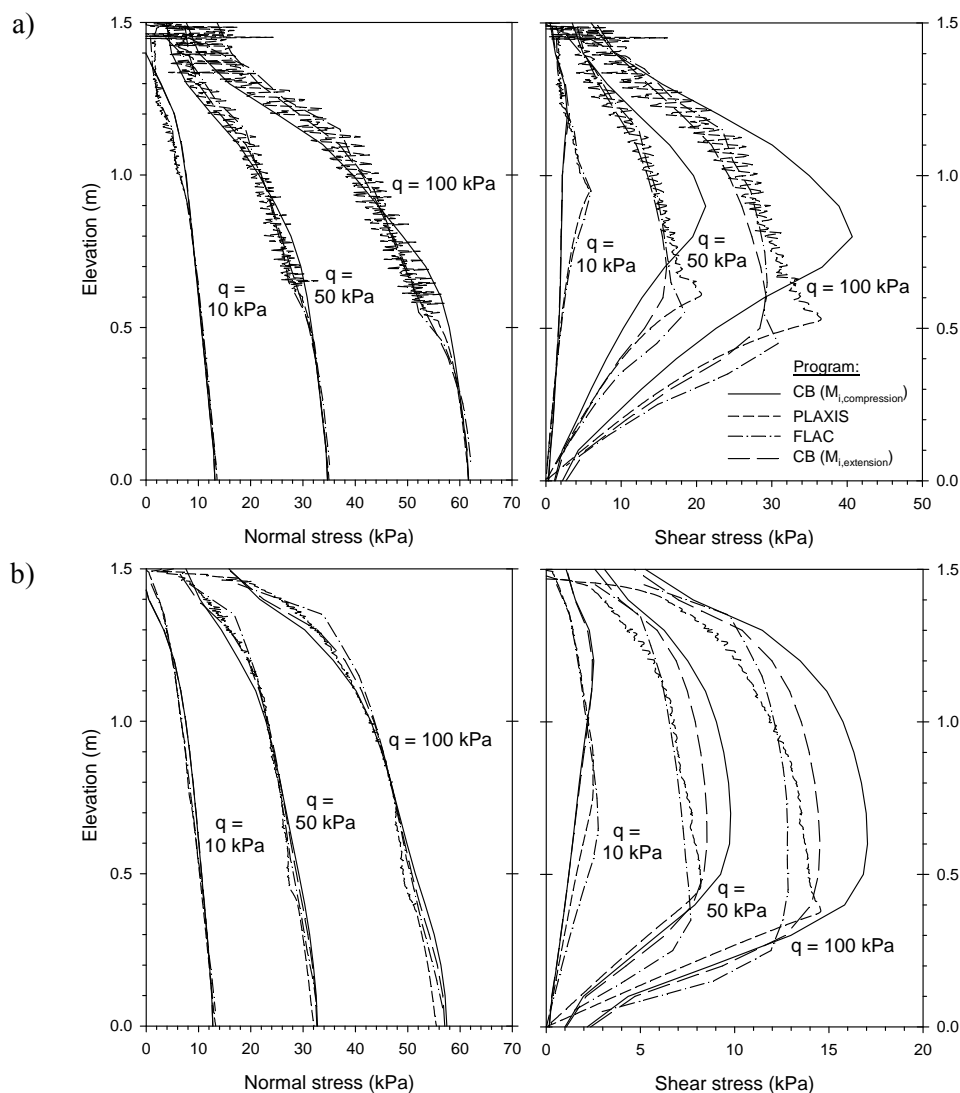 a)
1.5
1.0
0.5
0.0
Elevation (m)
q = 100 kPa
q =
10 kPa
q =
50 kPa
0 10 20 30 40 50 60 70
Normal stress (kPa)
1.5
1.0
0.5
0.0
q =
10 kPa
q =
50 kPa
q = 100 kPa
Program:
CB (Mi,compression)
PLAXIS
FLAC
CB (Mi,extension)
0 10 20 30 40 50
Shear stress (kPa)
b)
1.5
1.0
0.5
0.0
Elevation (m)
q = 100 kPa
q =
50 kPa
q =
10 kPa
0 10 20 30 40 50 60 70
Normal stress (kPa)
1.5
1.0
0.5
0.0
q =
10 kPa
q =
50 kPa
q = 100 kPa
0 5 10 15 20
Shear stress (kPa)